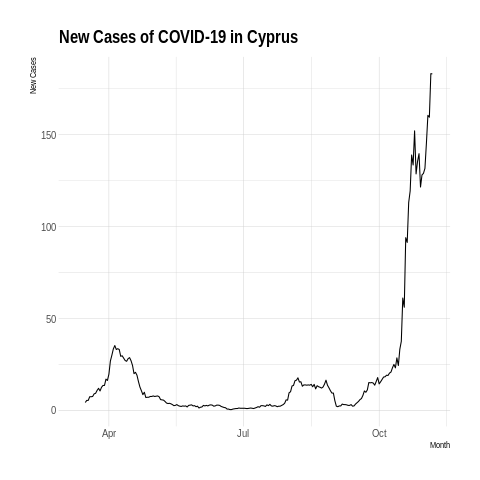 New Cases of COVID-19 in Cyprus
New Cases
150
100
50
0
Apr
Jul
Oct
Month